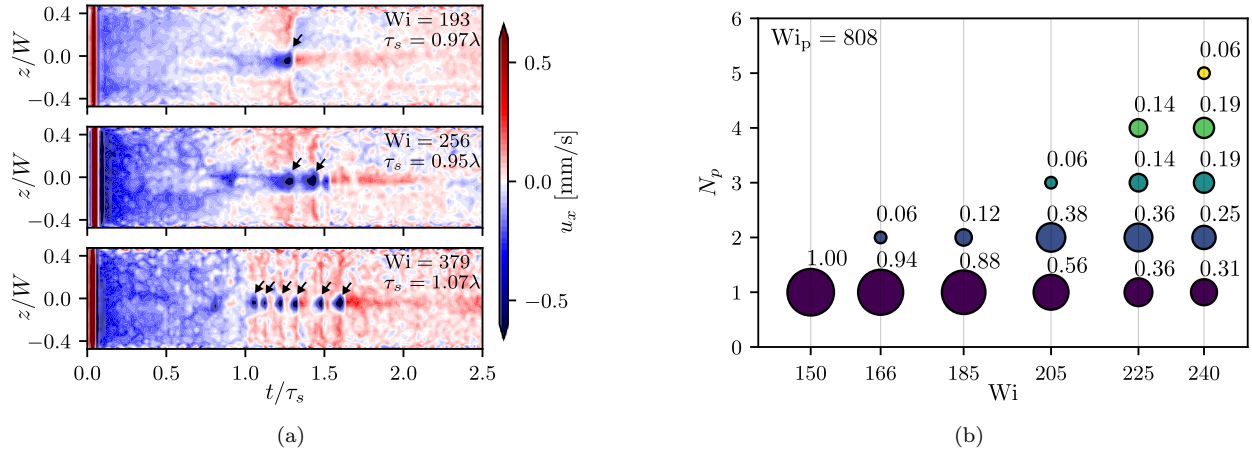 0.4
0.0
−0.4
z/W
Wi = 193
τs = 0.97λ
0.4
0.0
−0.4
z/W
Wi = 256
τs = 0.95λ
0.4
0.0
−0.4
z/W
Wi = 379
τs = 1.07λ
0.0 0.5 1.0 1.5 2.0 2.5
t/τs
0.5
0.0
−0.5
ux [mm/s]
(a)
Wip = 808
6
5
4
3
2
1
0
Np
0.06
0.14 0.19
0.06 0.14 0.19
0.06 0.12 0.38 0.36 0.25
1.00 0.94 0.88 0.56 0.36 0.31
150 166 185 205 225 240
Wi
(b)